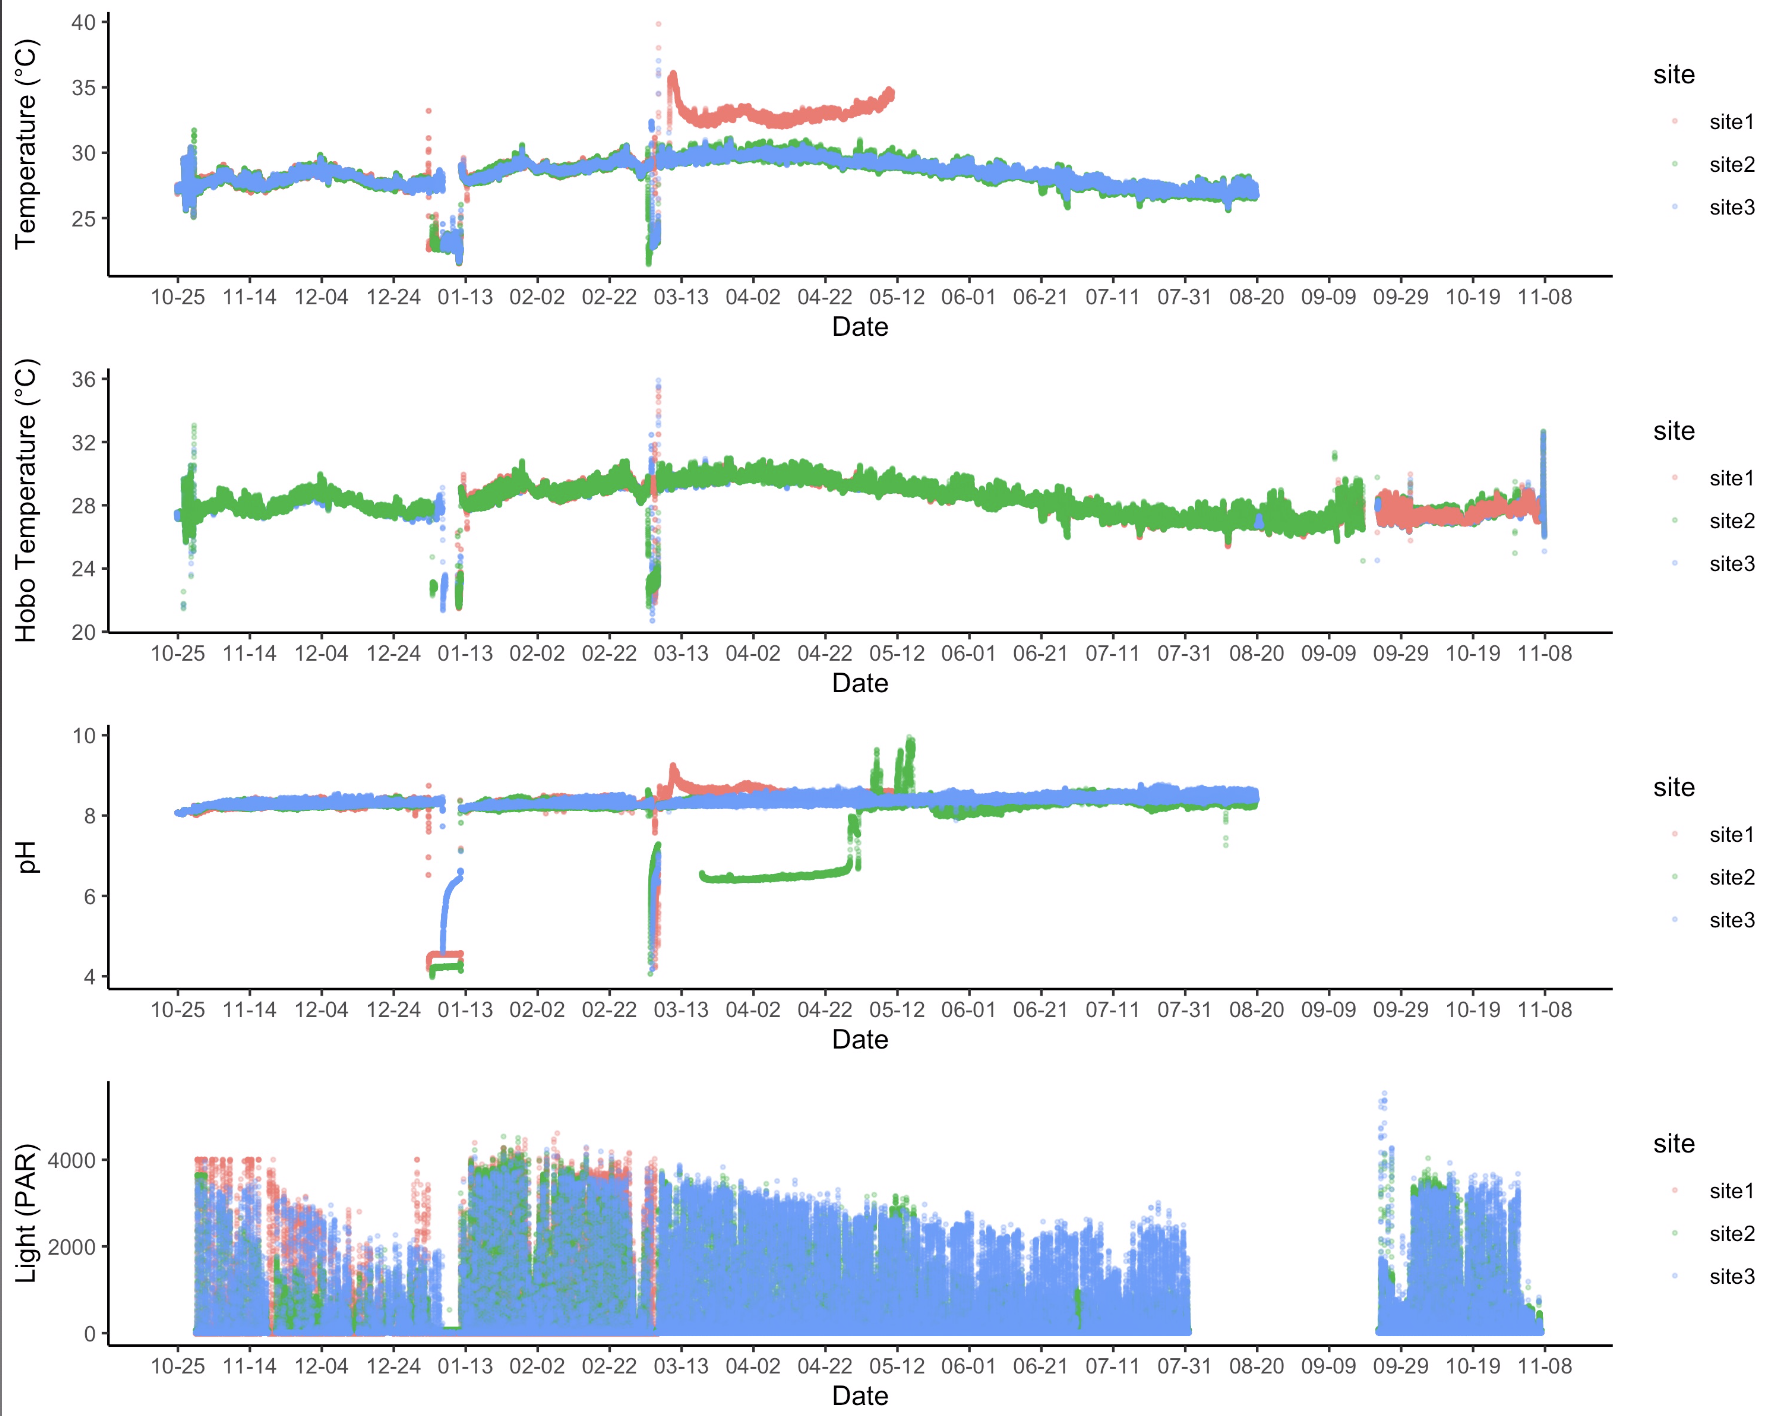 Temperature (°C)
40
35
30
25
10-25 11-14 12-04 12-24 01-13 02-02 02-22 03-13 04-02 04-22 05-12 06-01 06-21 07-11 07-31 08-20 09-09 09-29 10-19 11-08
Date
site
site1
site2
site3
Hobo Temperature (°C)
36
32
28
24
20
10-25 11-14 12-04 12-24 01-13 02-02 02-22 03-13 04-02 04-22 05-12 06-01 06-21 07-11 07-31 08-20 09-09 09-29 10-19 11-08
Date
site
site1
site2
site3
pH
10
8
6
4
10-25 11-14 12-04 12-24 01-13 02-02 02-22 03-13 04-02 04-22 05-12 06-01 06-21 07-11 07-31 08-20 09-09 09-29 10-19 11-08
Date
site
site1
site2
site3
Light (PAR)
4000
2000
0
10-25 11-14 12-04 12-24 01-13 02-02 02-22 03-13 04-02 04-22 05-12 06-01 06-21 07-11 07-31 08-20 09-09 09-29 10-19 11-08
Date
site
site1
site2
site3